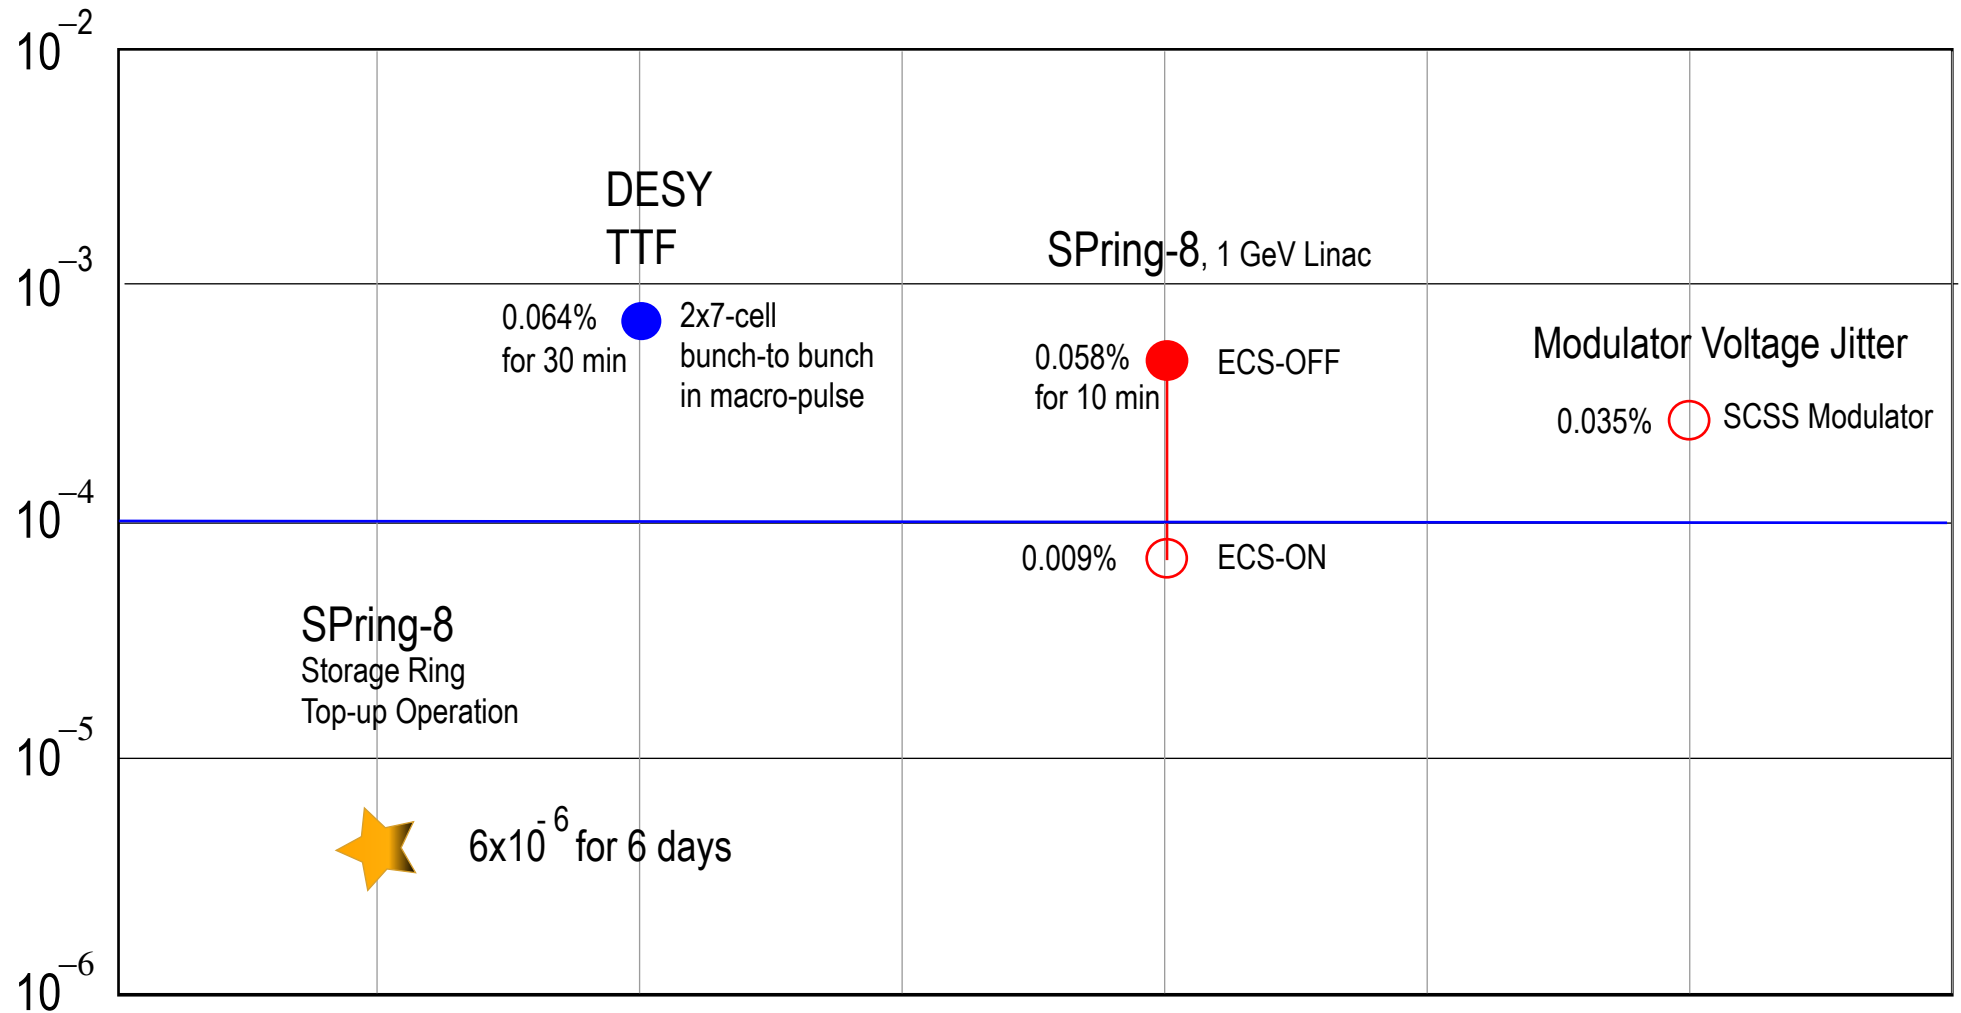 10⁻²
DESY
TTF
SPring-8, 1 GeV Linac
10⁻³
0.064%
for 30 min
2x7-cell
bunch-to bunch
in macro-pulse
0.058%
for 10 min
ECS-OFF
Modulator Voltage Jitter
0.035%
SCSS Modulator
10⁻⁴
0.009%
ECS-ON
SPring-8
Storage Ring
Top-up Operation
10⁻⁵
6x10⁻⁶ for 6 days
10⁻⁶